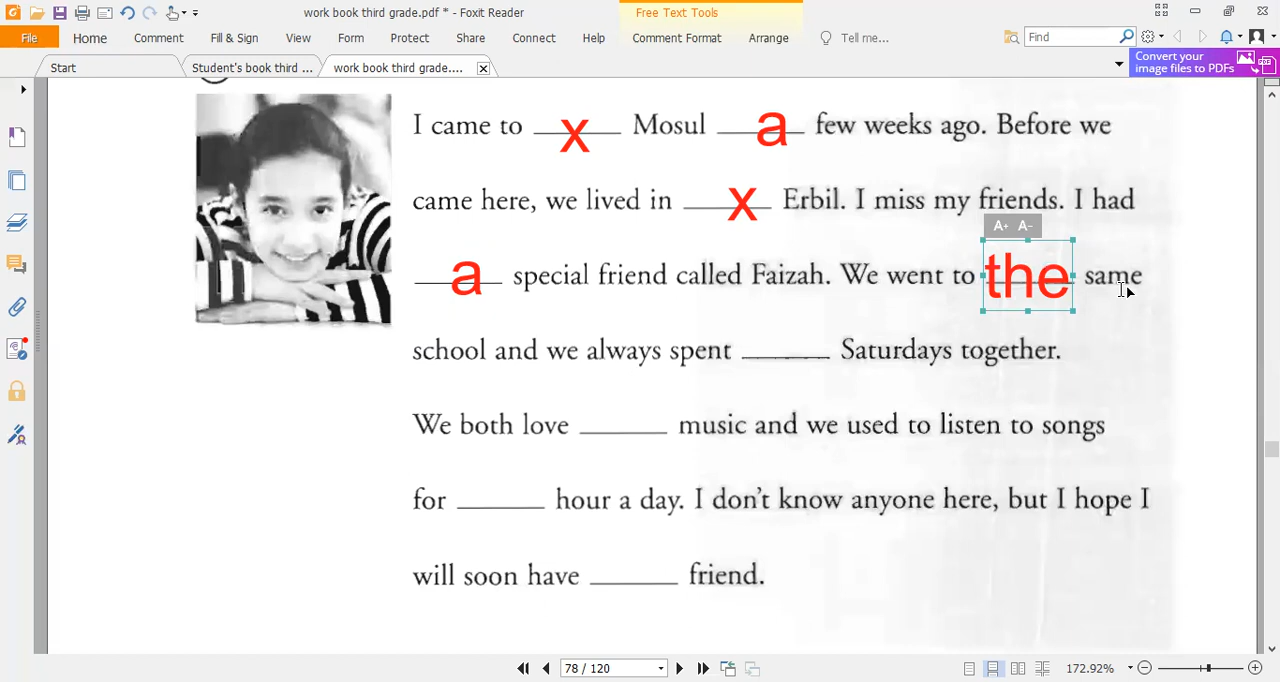 work book third grade.pdf * - Foxit Reader
Free Text Tools
File Home Comment Fill & Sign View Form Protect Share Connect Help Comment Format Arrange Tell me... Find
Start Student's book third ... work book third grade....
Convert your
image files to PDFs
I came to x Mosul a few weeks ago. Before we
came here, we lived in x Erbil. I miss my friends. I had
A+ A-
a special friend called Faizah. We went to the same
school and we always spent ______ Saturdays together.
We both love ______ music and we used to listen to songs
for ______ hour a day. I don't know anyone here, but I hope I
will soon have ______ friend.
78 / 120 172.92%